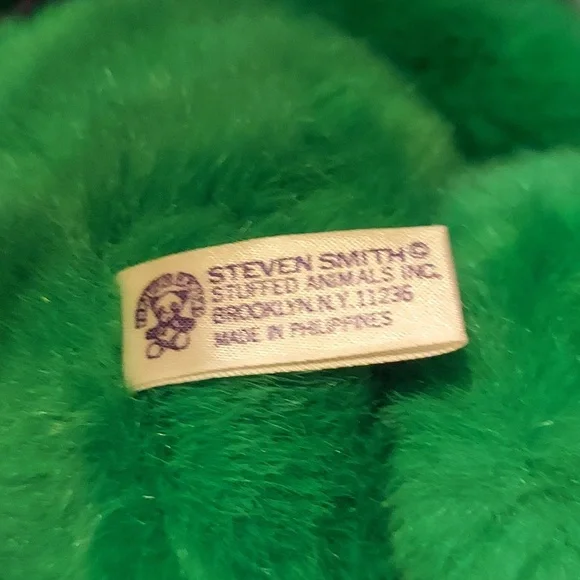 STEVEN SMITH©
STUFFED ANIMALS INC.
BROOKLYN, N.Y. 11236
MADE IN PHILIPPINES